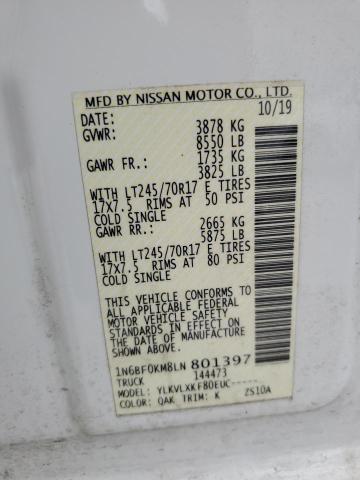 MFD BY NISSAN MOTOR CO., LTD.
DATE: 10/19
GVWR: 3878 KG
8550 LB
GAWR FR.: 1735 KG
3825 LB
WITH LT245/70R17 E TIRES
17X7.5 RIMS AT 50 PSI
COLD SINGLE
GAWR RR.: 2665 KG
5875 LB
WITH LT245/70R17 E TIRES
17X7.5 RIMS AT 80 PSI
COLD SINGLE
THIS VEHICLE CONFORMS TO
ALL APPLICABLE FEDERAL
MOTOR VEHICLE SAFETY
STANDARDS IN EFFECT ON
THE DATE OF MANUFACTURE
SHOWN ABOVE.
1N6BF0KM8LN 801397
TRUCK 144473
MODEL: YLKVLXKF80EUC-----
COLOR: QAK TRIM: K ZS10A